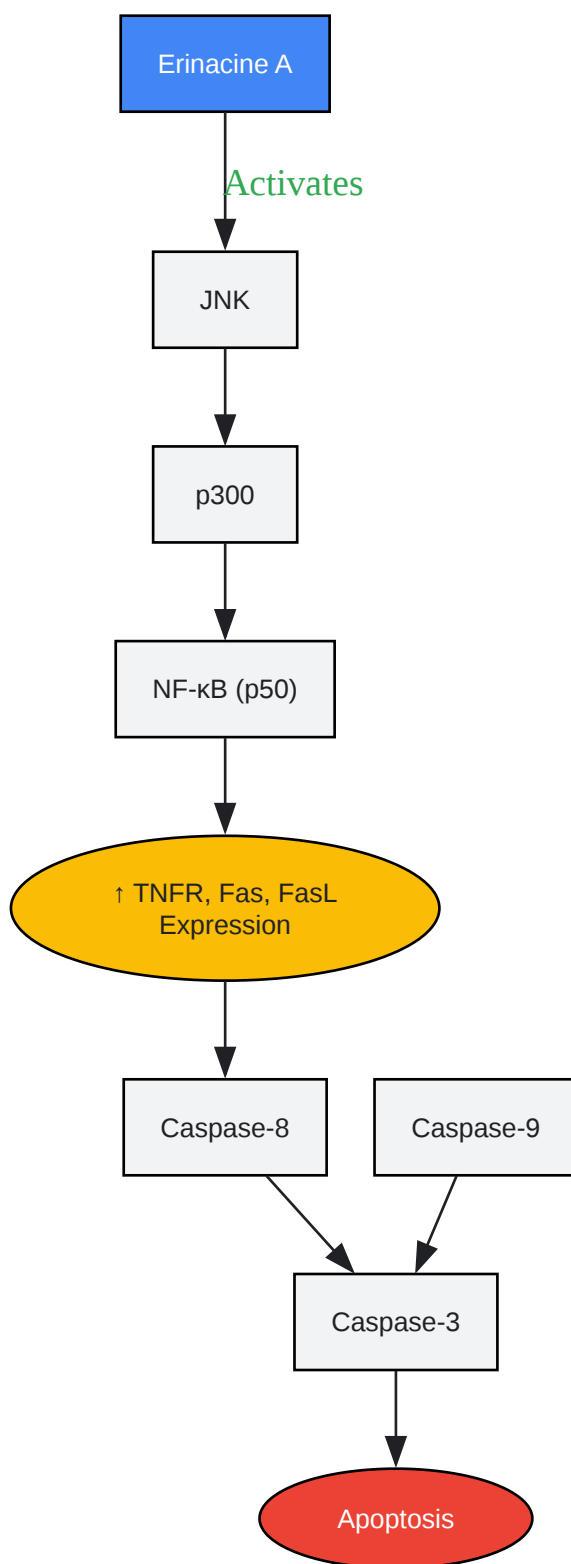 Erinacine A
Activates
JNK
p300
NF-κB (p50)
↑ TNFR, Fas, FasL
Expression
Caspase-8
Caspase-9
Caspase-3
Apoptosis